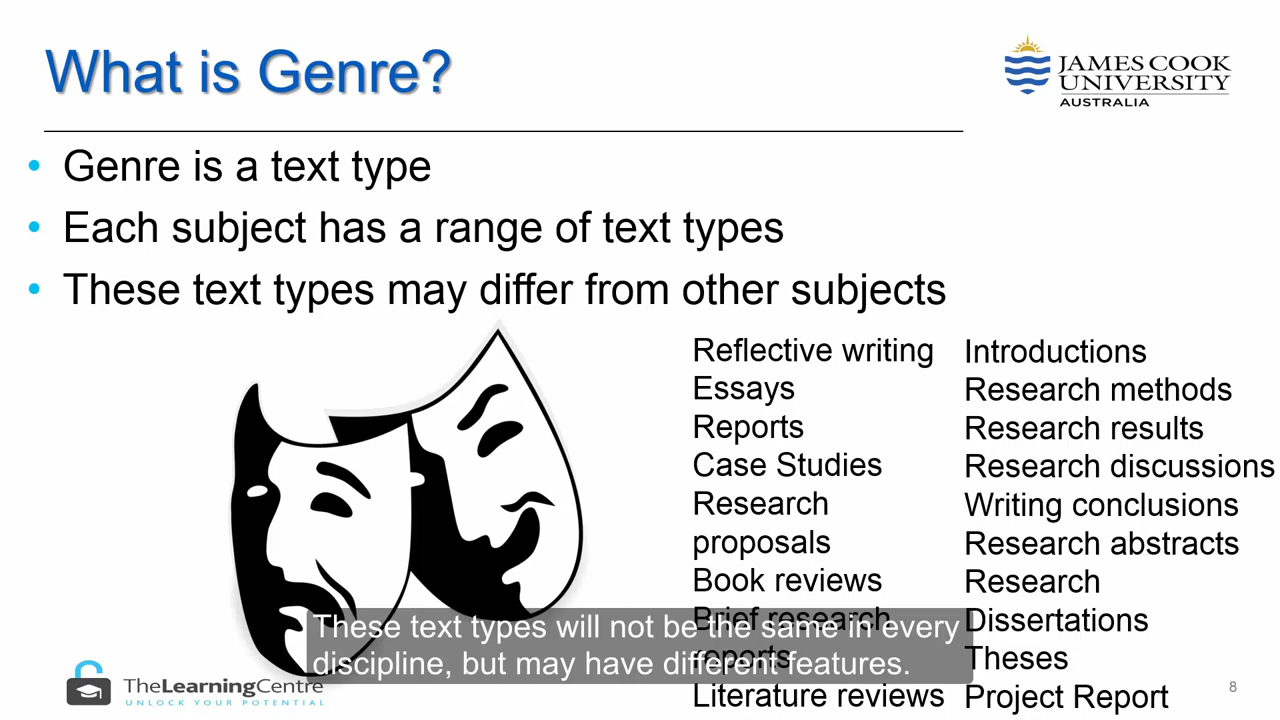 What is Genre?
JAMES COOK
UNIVERSITY
AUSTRALIA
• Genre is a text type
• Each subject has a range of text types
• These text types may differ from other subjects
Reflective writing
Essays
Reports
Case Studies
Research
proposals
Book reviews
Brief research
reports
Literature reviews
Introductions
Research methods
Research results
Research discussions
Writing conclusions
Research abstracts
Research
Dissertations
Theses
Project Report
These text types will not be the same in every
discipline, but may have different features.
TheLearningCentre
UNLOCK YOUR POTENTIAL
8